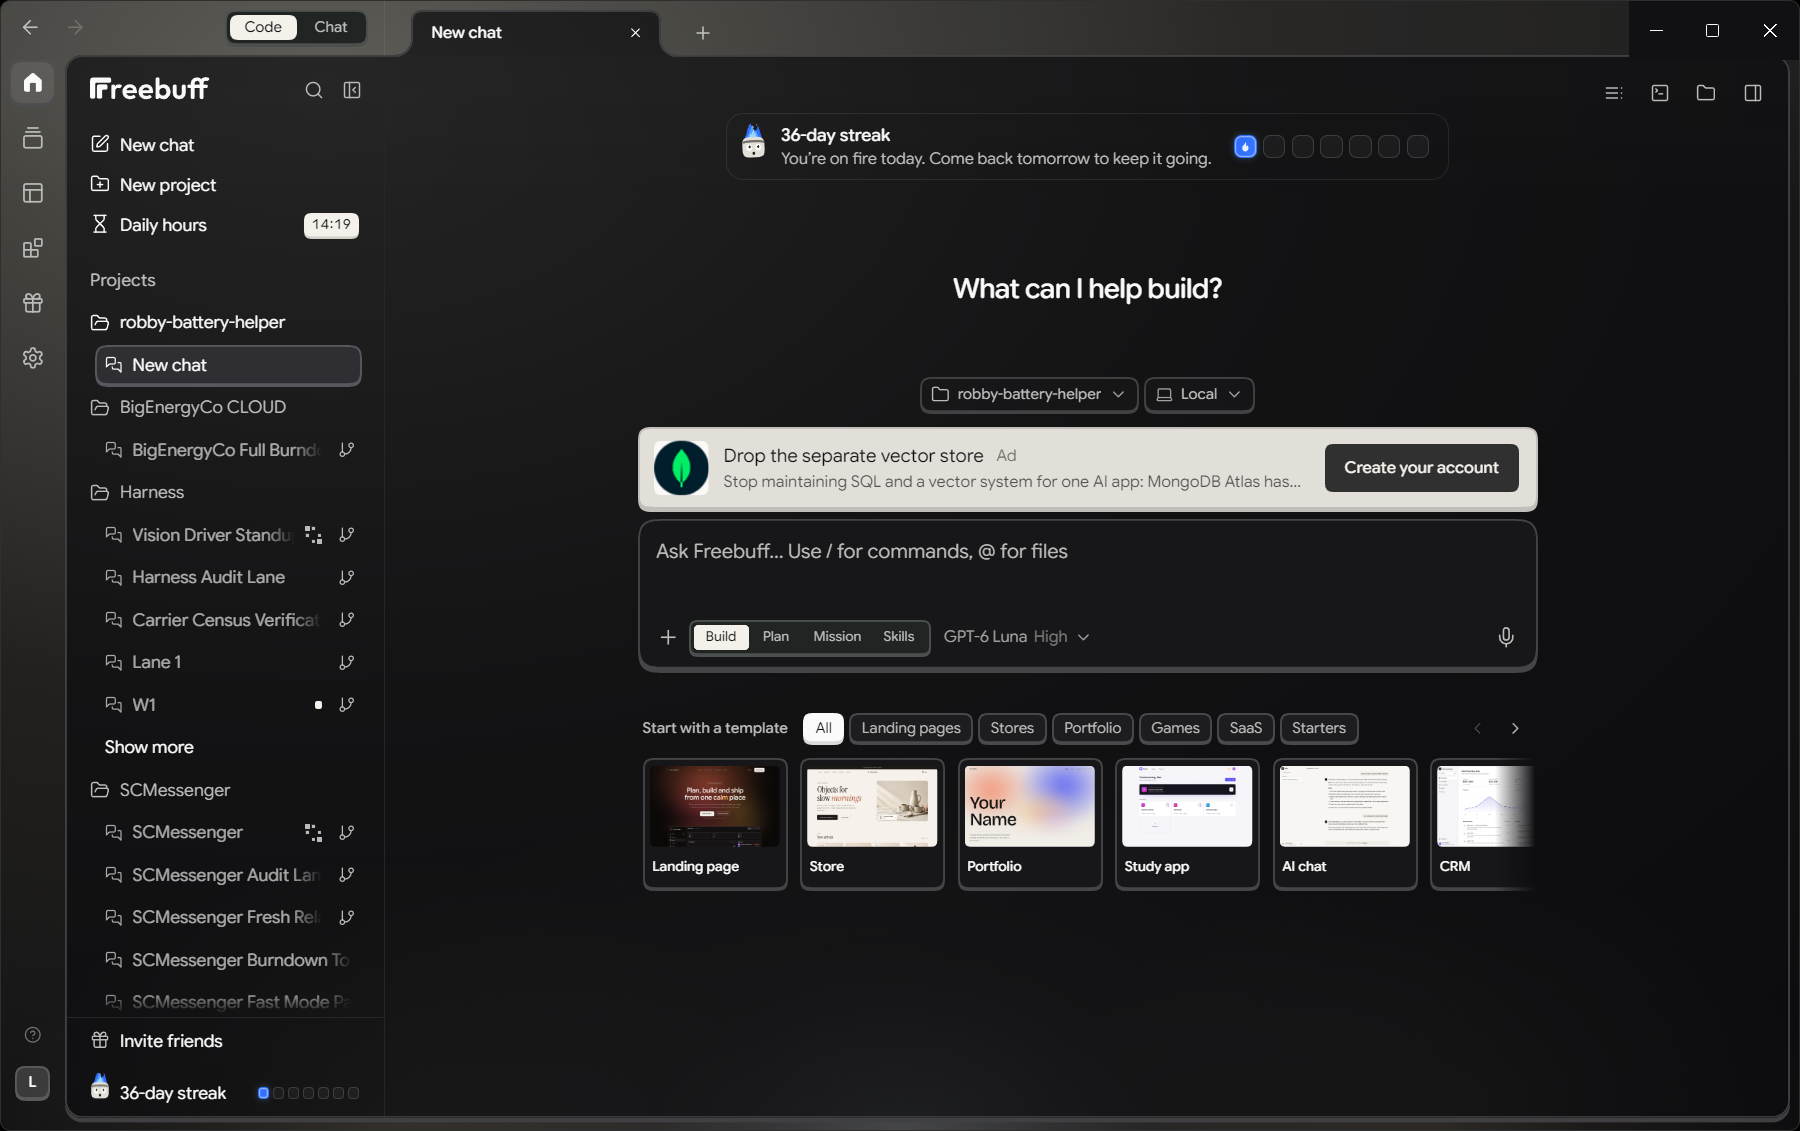 Code
Chat
New chat
Freebuff
New chat
New project
Daily hours
14:19
Projects
robby-battery-helper
New chat
BigEnergyCo CLOUD
BigEnergyCo Full Burndo
Harness
Vision Driver Standu
Harness Audit Lane
Carrier Census Verificat
Lane 1
W1
Show more
SCMessenger
SCMessenger
SCMessenger Audit Lan
SCMessenger Fresh Rel
SCMessenger Burndown To
SCMessenger Fast Mode Pa
Invite friends
L
36-day streak
36-day streak
You're on fire today. Come back tomorrow to keep it going.
What can I help build?
robby-battery-helper
Local
Drop the separate vector store Ad
Stop maintaining SQL and a vector system for one AI app: MongoDB Atlas has...
Create your account
Ask Freebuff... Use / for commands, @ for files
Build
Plan
Mission
Skills
GPT-6 Luna High
Start with a template
All
Landing pages
Stores
Portfolio
Games
SaaS
Starters
Plan, build and ship
from one calm place
Landing page
Objects for
slow mornings
Store
Your
Name
Portfolio
Study app
AI chat
CRM